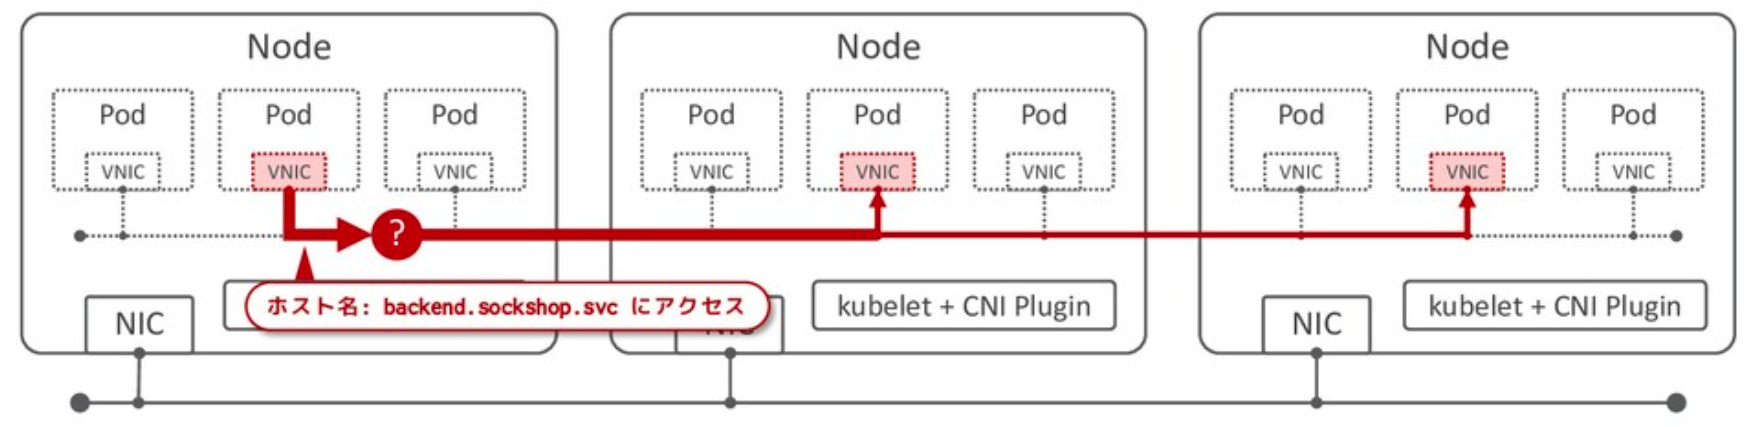 Node
Pod
VNIC
Pod
VNIC
Pod
VNIC
?
ホスト名: backend.sockshop.svc にアクセス
NIC
Node
Pod
VNIC
Pod
VNIC
Pod
VNIC
kubelet + CNI Plugin
Node
Pod
VNIC
Pod
VNIC
Pod
VNIC
NIC
kubelet + CNI Plugin